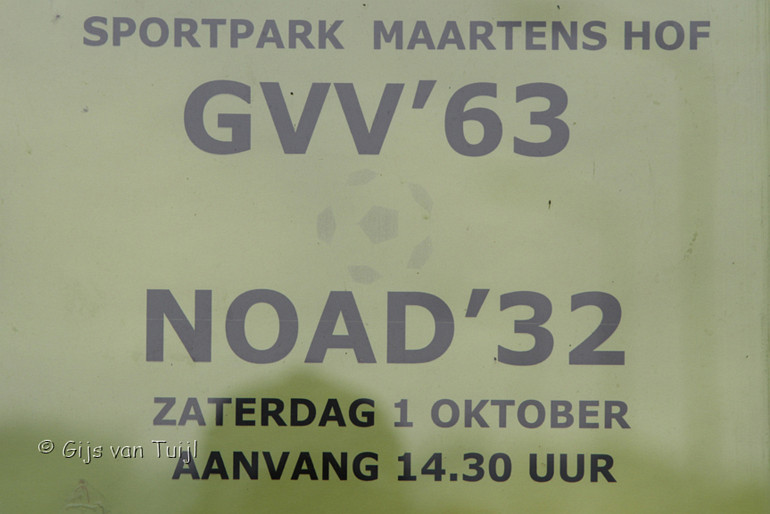 SPORTPARK MAARTENS HOF
GVV'63
NOAD'32
ZATERDAG 1 OKTOBER
© Gijs van Tuijl
AANVANG 14.30 UUR